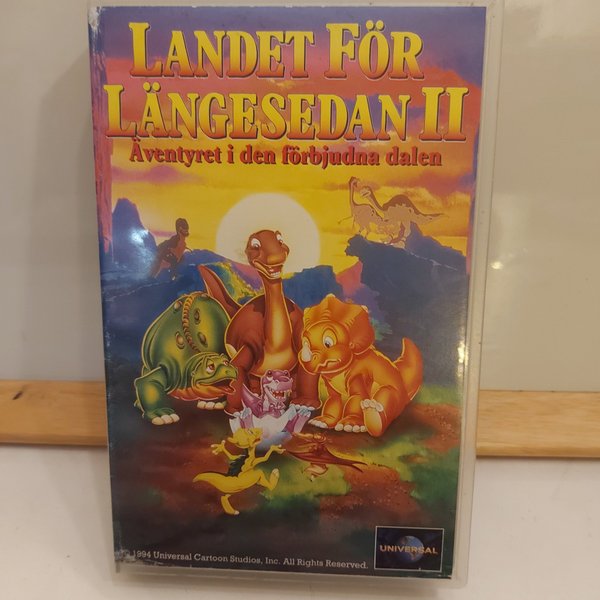 LANDET FÖR
LÄNGESEDAN II
Äventyret i den förbjudna dalen
© 1994 Universal Cartoon Studios, Inc. All Rights Reserved.
UNIVERSAL